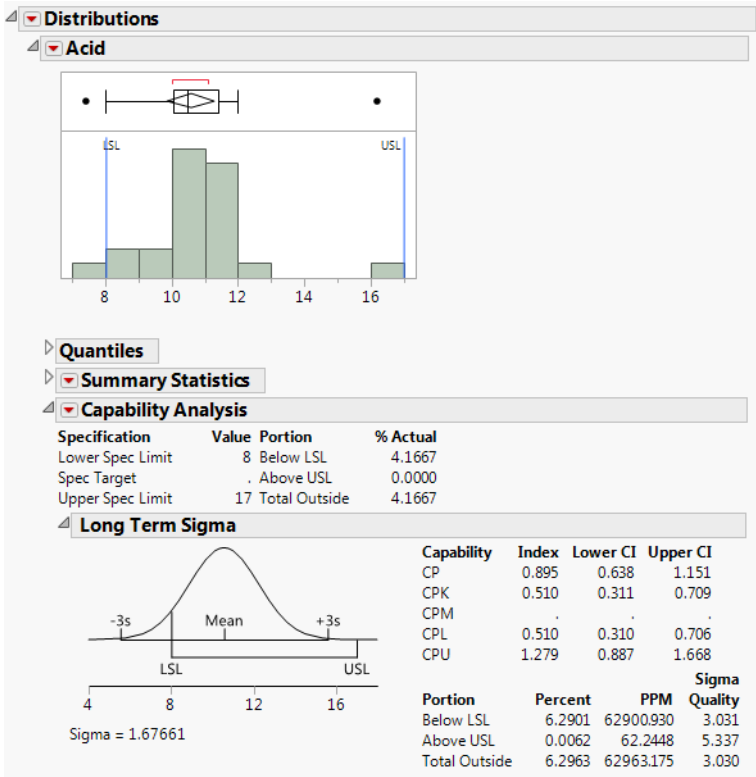 Distributions
Acid
LSL USL
8 10 12 14 16
Quantiles
Summary Statistics
Capability Analysis
Specification Value Portion % Actual
Lower Spec Limit 8 Below LSL 4.1667
Spec Target . Above USL 0.0000
Upper Spec Limit 17 Total Outside 4.1667
Long Term Sigma
-3s Mean +3s
LSL USL
4 8 12 16
Sigma = 1.67661
Capability Index Lower CI Upper CI
CP 0.895 0.638 1.151
CPK 0.510 0.311 0.709
CPM . . .
CPL 0.510 0.310 0.706
CPU 1.279 0.887 1.668
Sigma
Portion Percent PPM Quality
Below LSL 6.2901 62900.930 3.031
Above USL 0.0062 62.2448 5.337
Total Outside 6.2963 62963.175 3.030